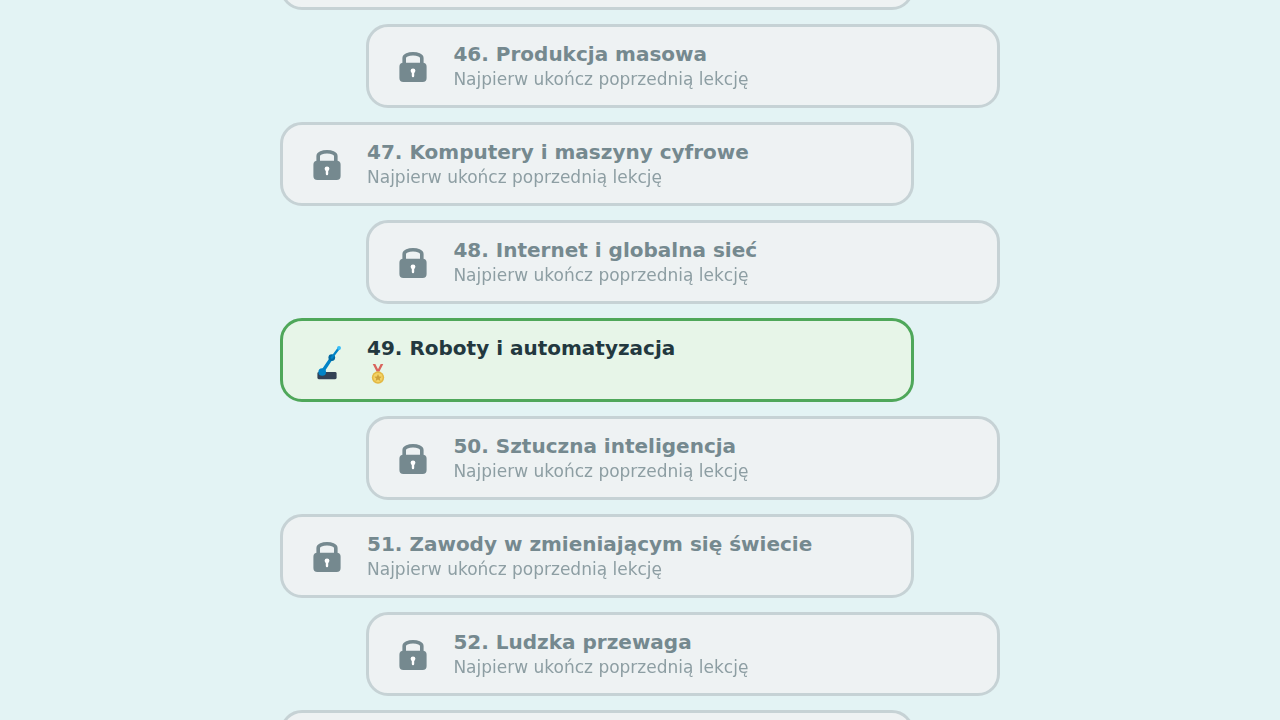 46. Produkcja masowa
Najpierw ukończ poprzednią lekcję
47. Komputery i maszyny cyfrowe
Najpierw ukończ poprzednią lekcję
48. Internet i globalna sieć
Najpierw ukończ poprzednią lekcję
49. Roboty i automatyzacja
50. Sztuczna inteligencja
Najpierw ukończ poprzednią lekcję
51. Zawody w zmieniającym się świecie
Najpierw ukończ poprzednią lekcję
52. Ludzka przewaga
Najpierw ukończ poprzednią lekcję